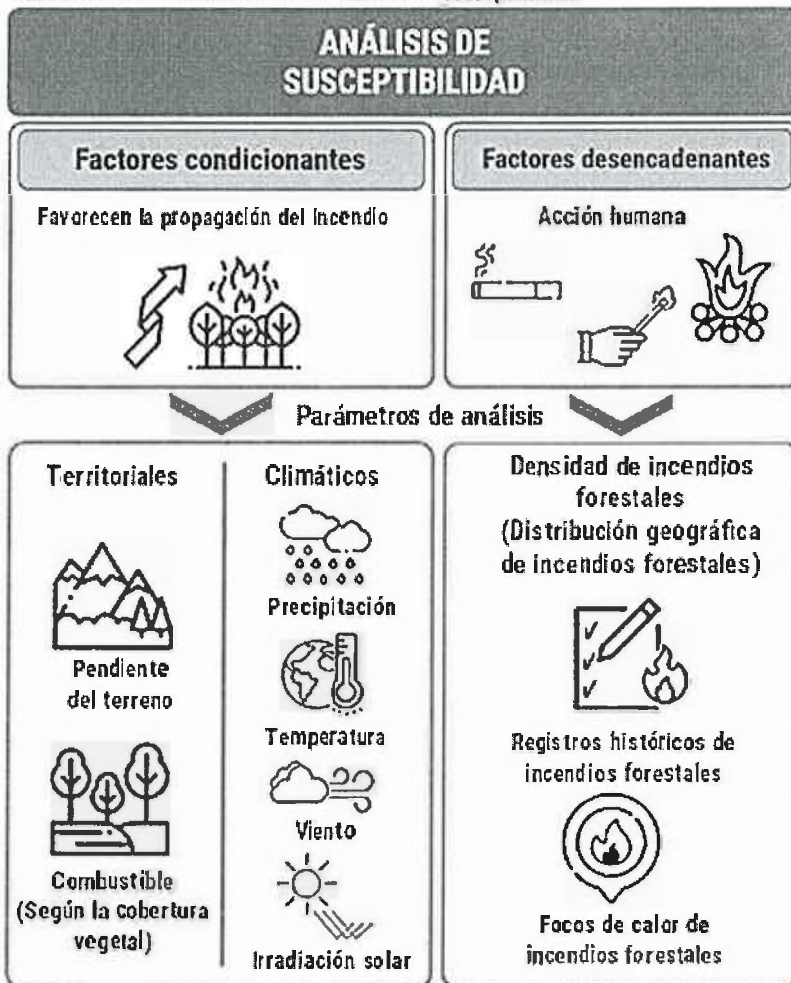 ANÁLISIS DE
SUSCEPTIBILIDAD
Factores condicionantes
Favorecen la propagación del incendio
Factores desencadenantes
Acción humana
Parámetros de análisis
Territoriales
Pendiente
del terreno
Combustible
(Según la cobertura
vegetal)
Climáticos
Precipitación
Temperatura
Viento
Irradiación solar
Densidad de incendios
forestales
(Distribución geográfica
de incendios forestales)
Registros históricos de
incendios forestales
Focos de calor de
incendios forestales